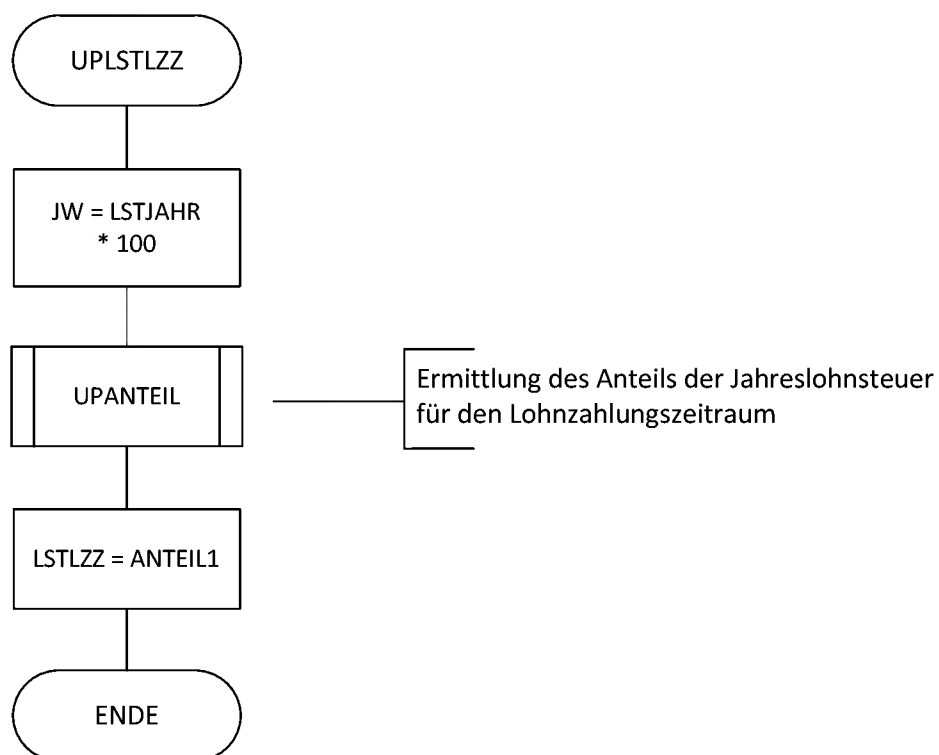 UPLSTLZZ
JW = LSTJAHR
* 100
UPANTEIL
Ermittlung des Anteils der Jahreslohnsteuer
für den Lohnzahlungszeitraum
LSTLZZ = ANTEIL1
ENDE